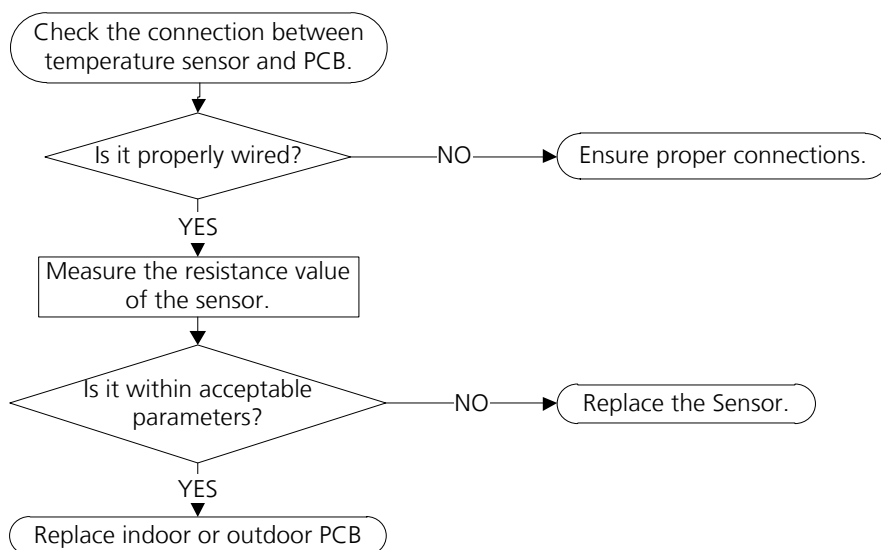 Check the connection between
temperature sensor and PCB.
Is it properly wired?
NO
Ensure proper connections.
YES
Measure the resistance value
of the sensor.
Is it within acceptable
parameters?
NO
Replace the Sensor.
YES
Replace indoor or outdoor PCB